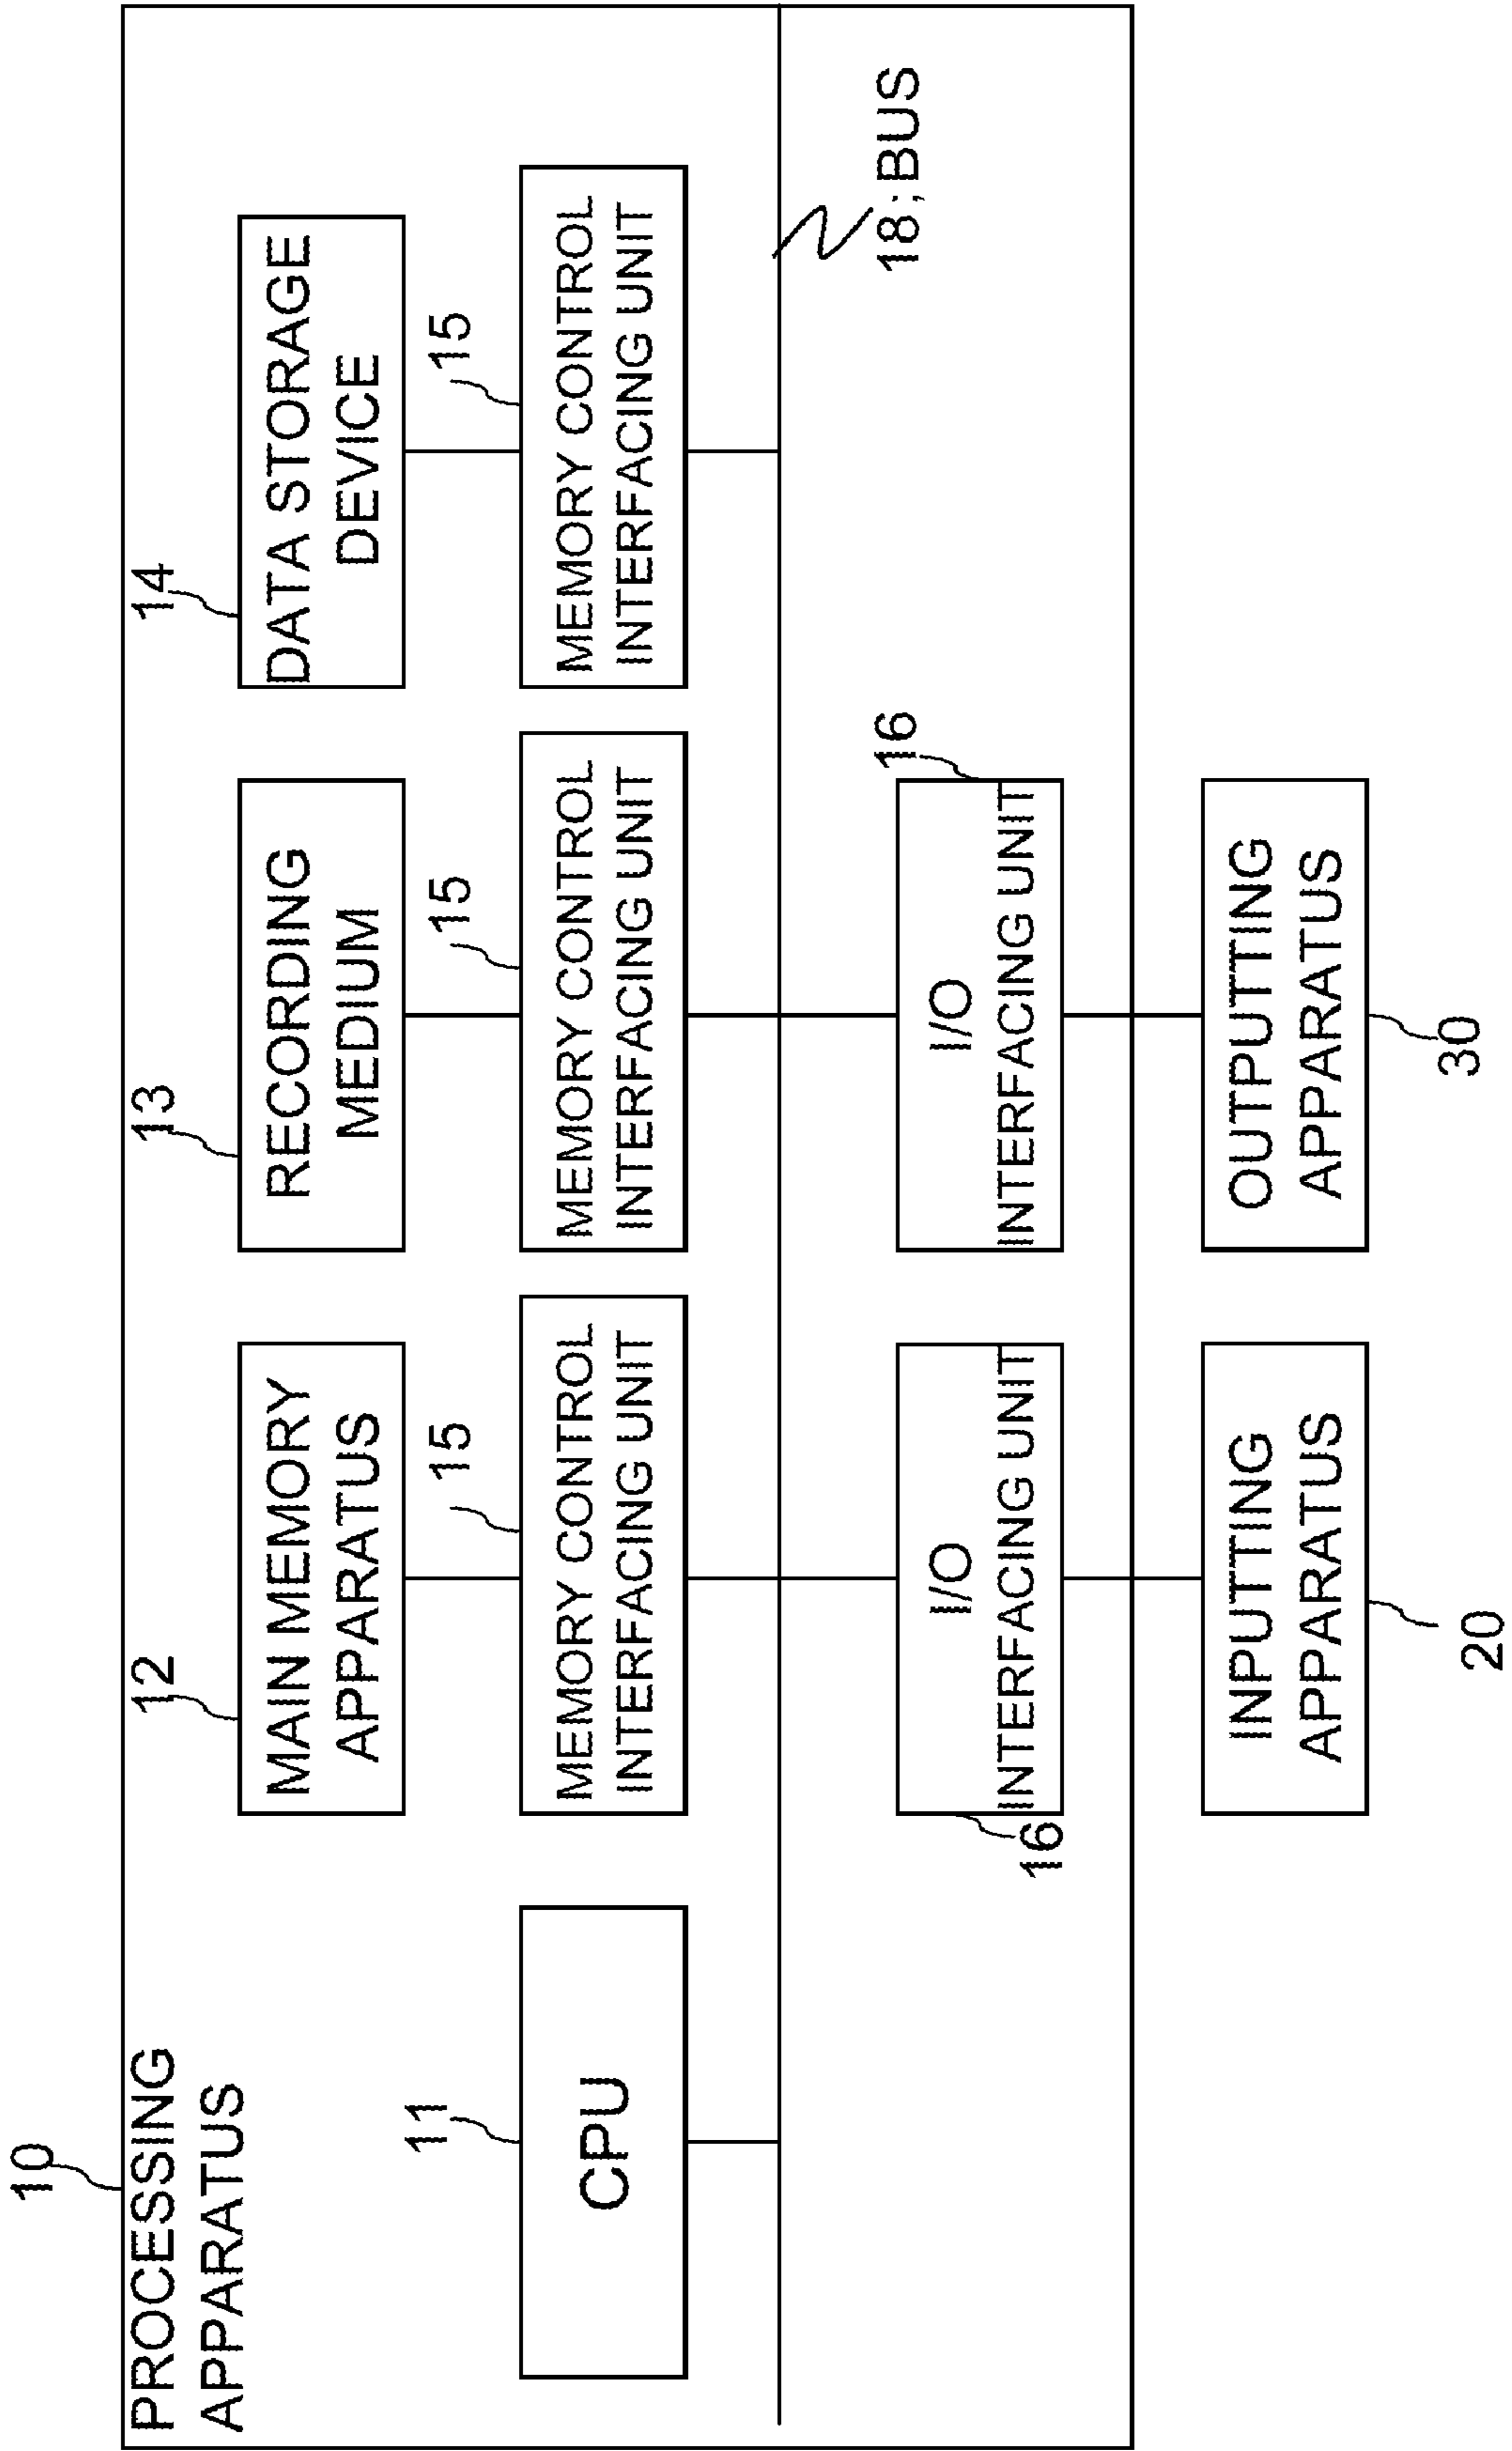 10
PROCESSING
APPARATUS
12
13
14
MAIN MEMORY
APPARATUS
RECORDING
MEDIUM
DATA STORAGE
DEVICE
11
15
15
15
CPU
MEMORY CONTROL
INTERFACING UNIT
MEMORY CONTROL
INTERFACING UNIT
MEMORY CONTROL
INTERFACING UNIT
18;BUS
16
I/O
INTERFACING UNIT
16
I/O
INTERFACING UNIT
INPUTTING
APPARATUS
OUTPUTTING
APPARATUS
20
30